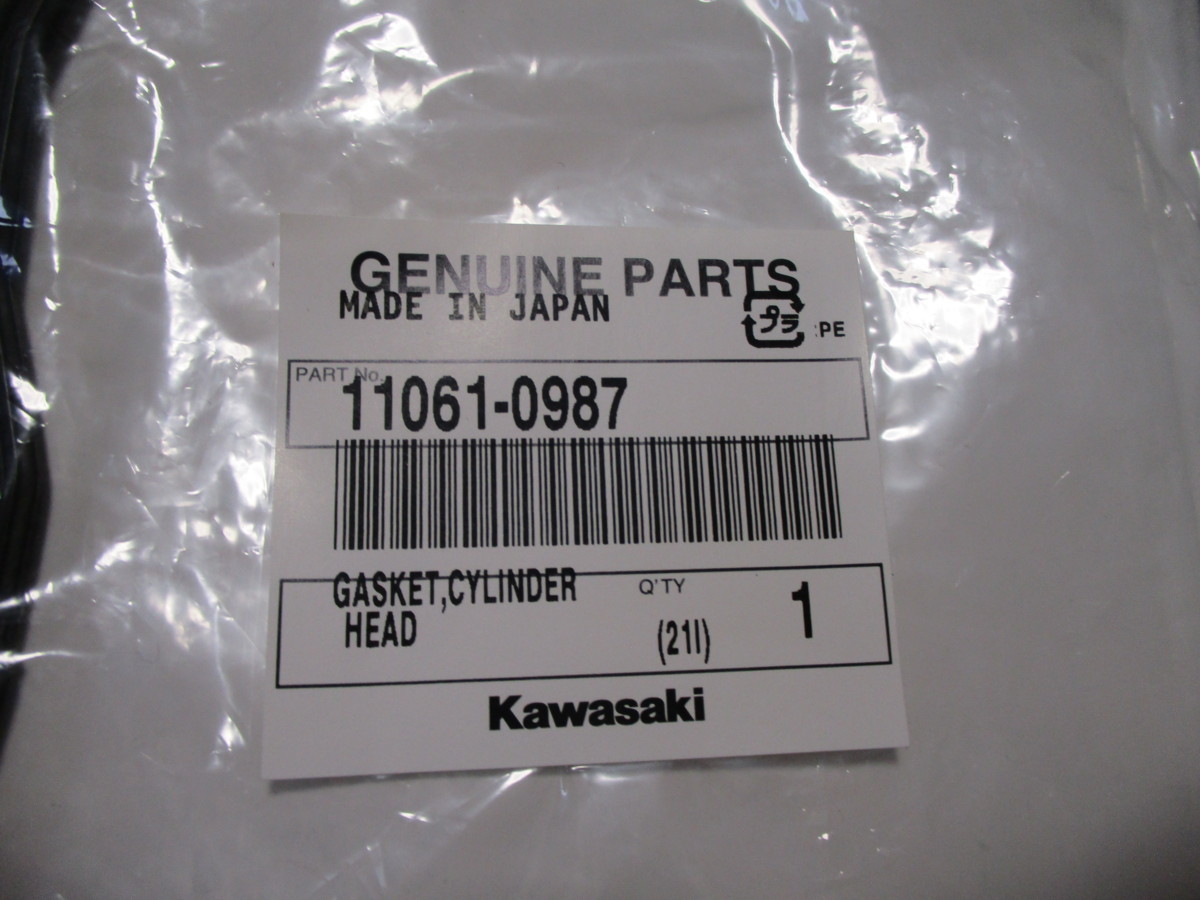 GENUINE PARTS
MADE IN JAPAN
プラ :PE
PART No.
11061-0987
GASKET,CYLINDER
HEAD
Q'TY
(21I)
1
Kawasaki